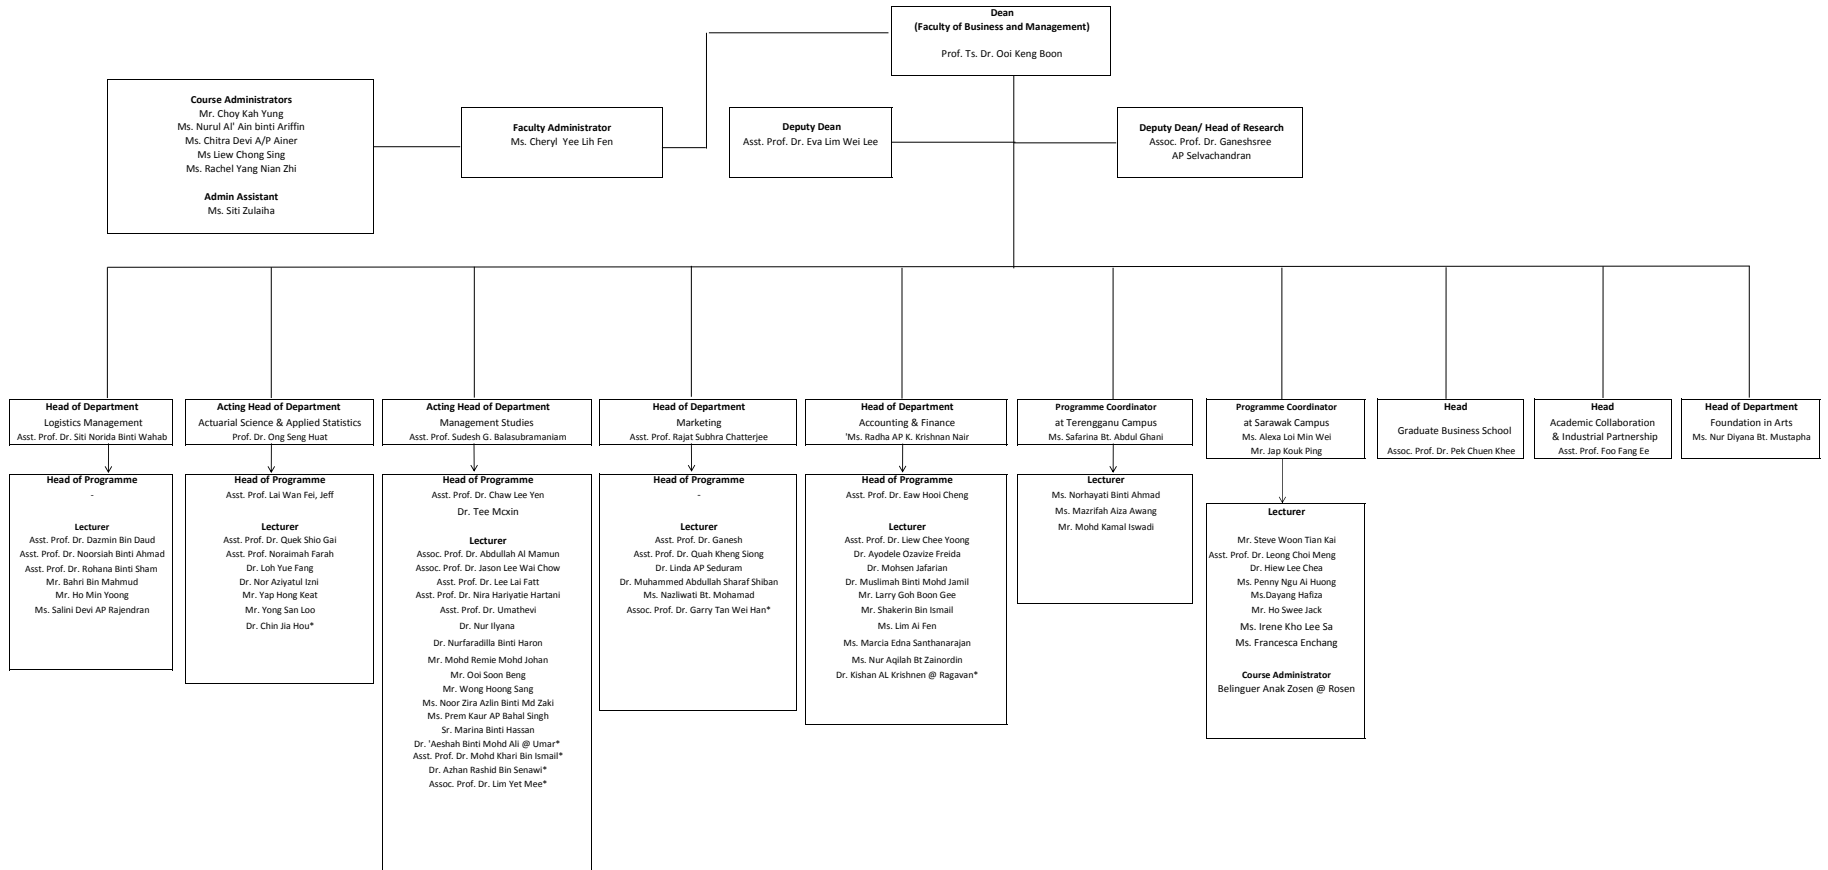 Dean
(Faculty of Business and Management)
Prof. Ts. Dr. Ooi Keng Boon
Course Administrators
Mr. Choy Kah Yung
Ms. Nurul Al' Ain binti Ariffin
Ms. Chitra Devi A/P Ainer
Ms Liew Chong Sing
Ms. Rachel Yang Nian Zhi
Admin Assistant
Ms. Siti Zulaiha
Faculty Administrator
Ms. Cheryl Yee Lih Fen
Deputy Dean
Asst. Prof. Dr. Eva Lim Wei Lee
Deputy Dean/ Head of Research
Assoc. Prof. Dr. Ganeshsree
AP Selvachandran
Head of Department
Logistics Management
Asst. Prof. Dr. Siti Norida Binti Wahab
Acting Head of Department
Actuarial Science & Applied Statistics
Prof. Dr. Ong Seng Huat
Acting Head of Department
Management Studies
Asst. Prof. Sudesh G. Balasubramaniam
Head of Department
Marketing
Asst. Prof. Rajat Subhra Chatterjee
Head of Department
Accounting & Finance
'Ms. Radha AP K. Krishnan Nair
Programme Coordinator
at Terengganu Campus
Ms. Safarina Bt. Abdul Ghani
Programme Coordinator
at Sarawak Campus
Ms. Alexa Loi Min Wei
Mr. Jap Kouk Ping
Head
Graduate Business School
Assoc. Prof. Dr. Pek Chuen Khee
Head
Academic Collaboration
& Industrial Partnership
Asst. Prof. Foo Fang Ee
Head of Department
Foundation in Arts
Ms. Nur Diyana Bt. Mustapha
Head of Programme
-
Lecturer
Asst. Prof. Dr. Dazmin Bin Daud
Asst. Prof. Dr. Noorsiah Binti Ahmad
Asst. Prof. Dr. Rohana Binti Sham
Mr. Bahri Bin Mahmud
Mr. Ho Min Yoong
Ms. Salini Devi AP Rajendran
Head of Programme
Asst. Prof. Lai Wan Fei, Jeff
Lecturer
Asst. Prof. Dr. Quek Shio Gai
Asst. Prof. Noraimah Farah
Dr. Loh Yue Fang
Dr. Nor Aziyatul Izni
Mr. Yap Hong Keat
Mr. Yong San Loo
Dr. Chin Jia Hou*
Head of Programme
Asst. Prof. Dr. Chaw Lee Yen
Dr. Tee Mcxin
Lecturer
Assoc. Prof. Dr. Abdullah Al Mamun
Assoc. Prof. Dr. Jason Lee Wai Chow
Asst. Prof. Dr. Lee Lai Fatt
Asst. Prof. Dr. Nira Hariyatie Hartani
Asst. Prof. Dr. Umathevi
Dr. Nur Ilyana
Dr. Nurfaradilla Binti Haron
Mr. Mohd Remie Mohd Johan
Mr. Ooi Soon Beng
Mr. Wong Hoong Sang
Ms. Noor Zira Azlin Binti Md Zaki
Ms. Prem Kaur AP Bahal Singh
Sr. Marina Binti Hassan
Dr. 'Aeshah Binti Mohd Ali @ Umar*
Asst. Prof. Dr. Mohd Khari Bin Ismail*
Dr. Azhan Rashid Bin Senawi*
Assoc. Prof. Dr. Lim Yet Mee*
Head of Programme
-
Lecturer
Asst. Prof. Dr. Ganesh
Asst. Prof. Dr. Quah Kheng Siong
Dr. Linda AP Seduram
Dr. Muhammed Abdullah Sharaf Shiban
Ms. Nazliwati Bt. Mohamad
Assoc. Prof. Dr. Garry Tan Wei Han*
Head of Programme
Asst. Prof. Dr. Eaw Hooi Cheng
Lecturer
Asst. Prof. Dr. Liew Chee Yoong
Dr. Ayodele Ozavize Freida
Dr. Mohsen Jafarian
Dr. Muslimah Binti Mohd Jamil
Mr. Larry Goh Boon Gee
Mr. Shakerin Bin Ismail
Ms. Lim Ai Fen
Ms. Marcia Edna Santhanarajan
Ms. Nur Aqilah Bt Zainordin
Dr. Kishan AL Krishnen @ Ragavan*
Lecturer
Ms. Norhayati Binti Ahmad
Ms. Mazrifah Aiza Awang
Mr. Mohd Kamal Iswadi
Lecturer
Mr. Steve Woon Tian Kai
Asst. Prof. Dr. Leong Choi Meng
Dr. Hiew Lee Chea
Ms. Penny Ngu Ai Huong
Ms.Dayang Hafiza
Mr. Ho Swee Jack
Ms. Irene Kho Lee Sa
Ms. Francesca Enchang
Course Administrator
Belinguer Anak Zosen @ Rosen